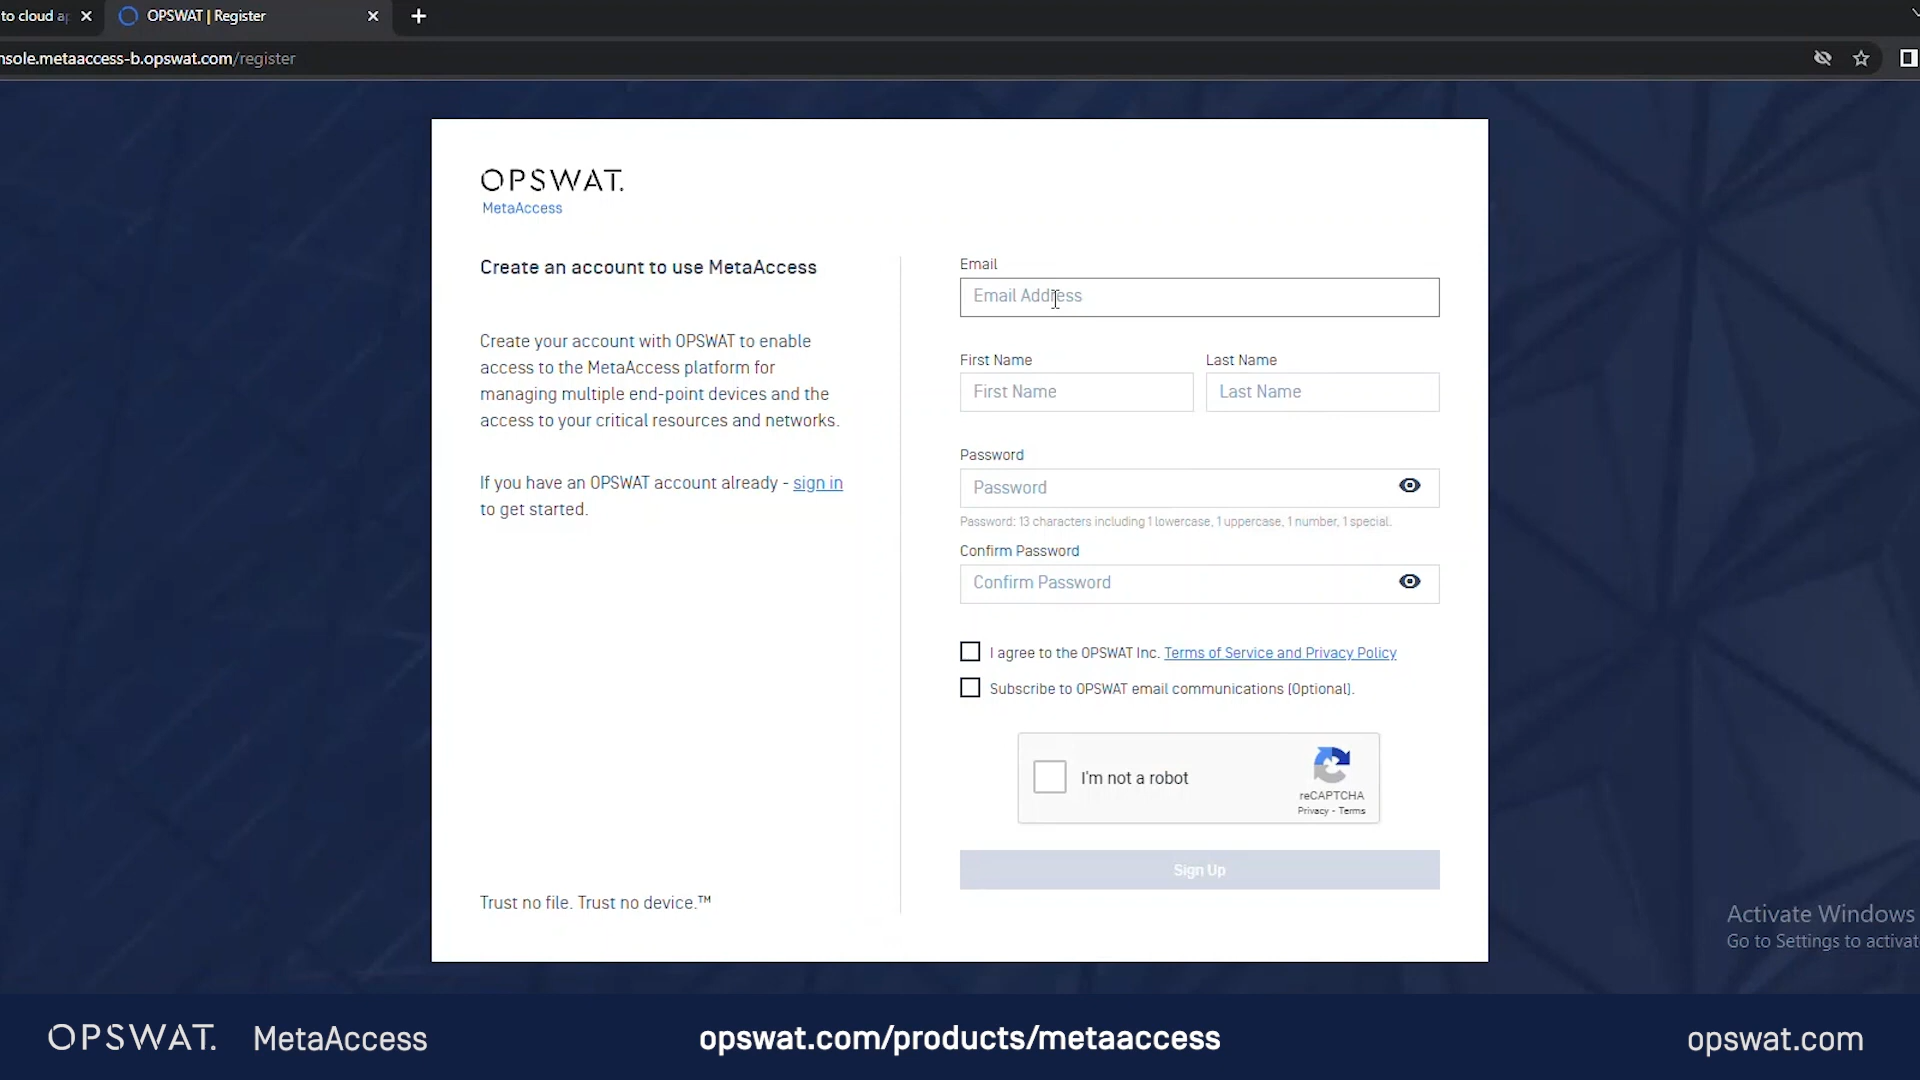 to cloud ap
OPSWAT | Register
nsole.metaaccess-b.opswat.com/register
OPSWAT.
MetaAccess
Create an account to use MetaAccess
Create your account with OPSWAT to enable
access to the MetaAccess platform for
managing multiple end-point devices and the
access to your critical resources and networks.
If you have an OPSWAT account already - sign in
to get started.
Trust no file. Trust no device.™
Email
Email Address
First Name
Last Name
First Name
Last Name
Password
Password
Password: 13 characters including 1 lowercase, 1 uppercase, 1 number, 1 special.
Confirm Password
Confirm Password
I agree to the OPSWAT Inc. Terms of Service and Privacy Policy
Subscribe to OPSWAT email communications (Optional).
I'm not a robot
reCAPTCHA
Privacy - Terms
Sign Up
Activate Windows
Go to Settings to activat
OPSWAT. MetaAccess
opswat.com/products/metaaccess
opswat.com